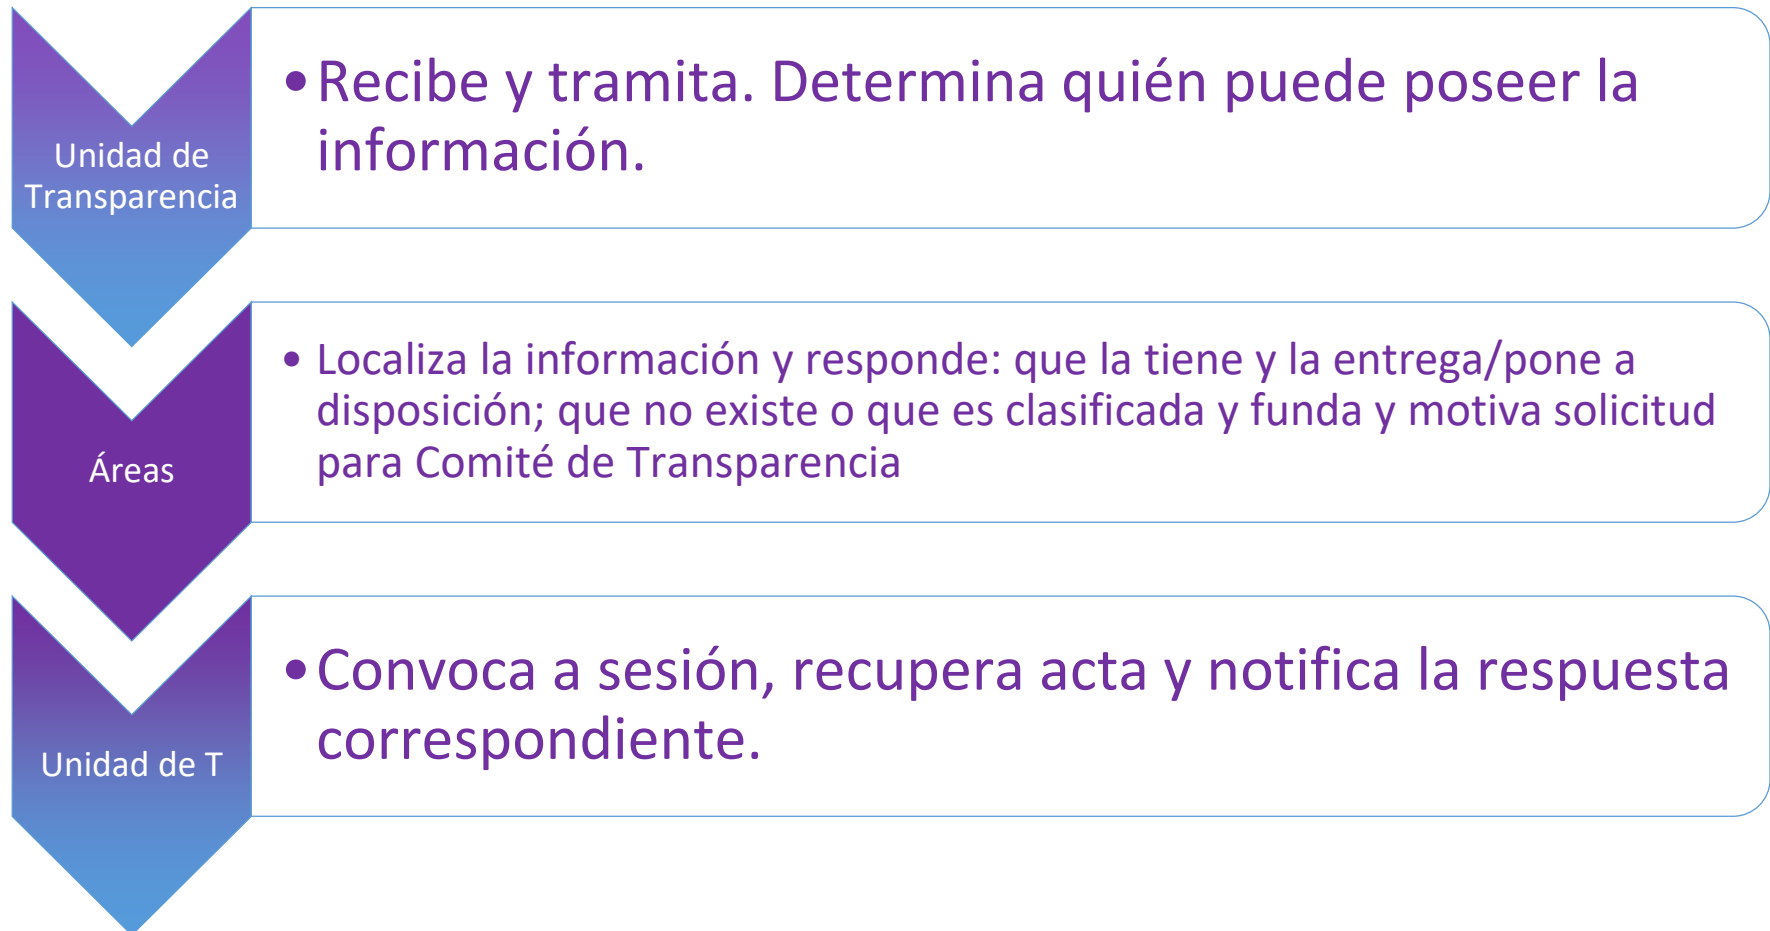 Unidad de
Transparencia
•Recibe y tramita. Determina quién puede poseer la
información.
Áreas
• Localiza la información y responde: que la tiene y la entrega/pone a
disposición; que no existe o que es clasificada y funda y motiva solicitud
para Comité de Transparencia
Unidad de T
•Convoca a sesión, recupera acta y notifica la respuesta
correspondiente.